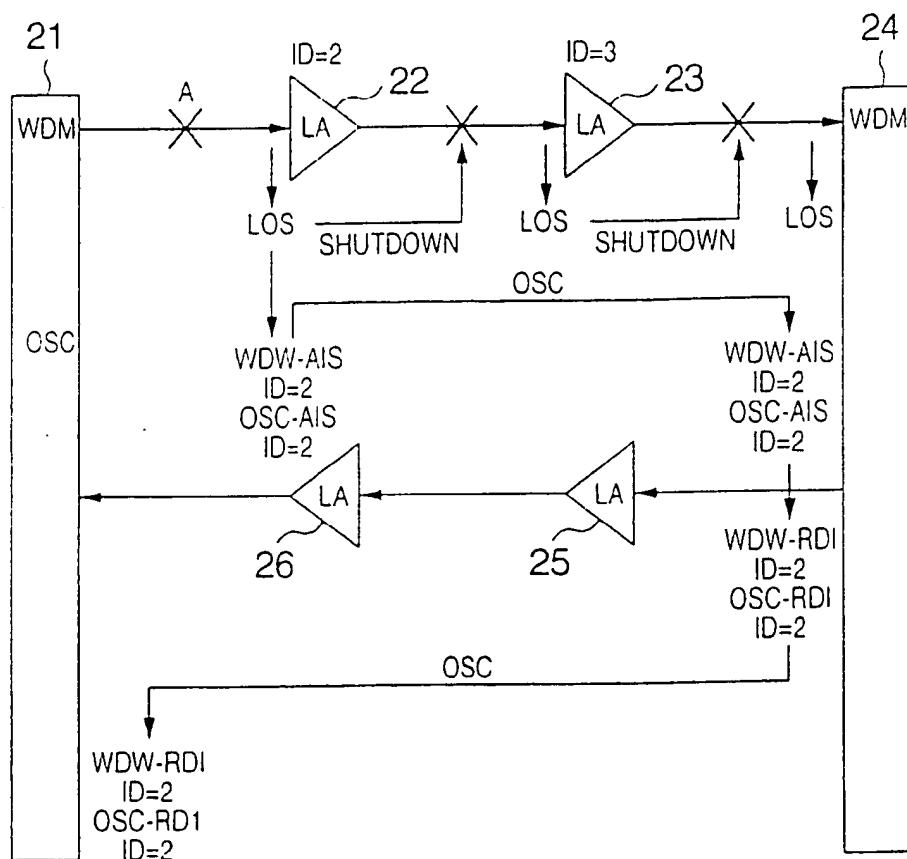 21
24
ID=2
ID=3
A
22
23
WDM
LA
LA
WDM
LOS
LOS
LOS
SHUTDOWN
SHUTDOWN
OSC
OSC
WDW-AIS
ID=2
OSC-AIS
ID=2
WDW-AIS
ID=2
OSC-AIS
ID=2
LA
LA
26
25
WDW-RDI
ID=2
OSC-RDI
ID=2
OSC
WDW-RDI
ID=2
OSC-RD1
ID=2